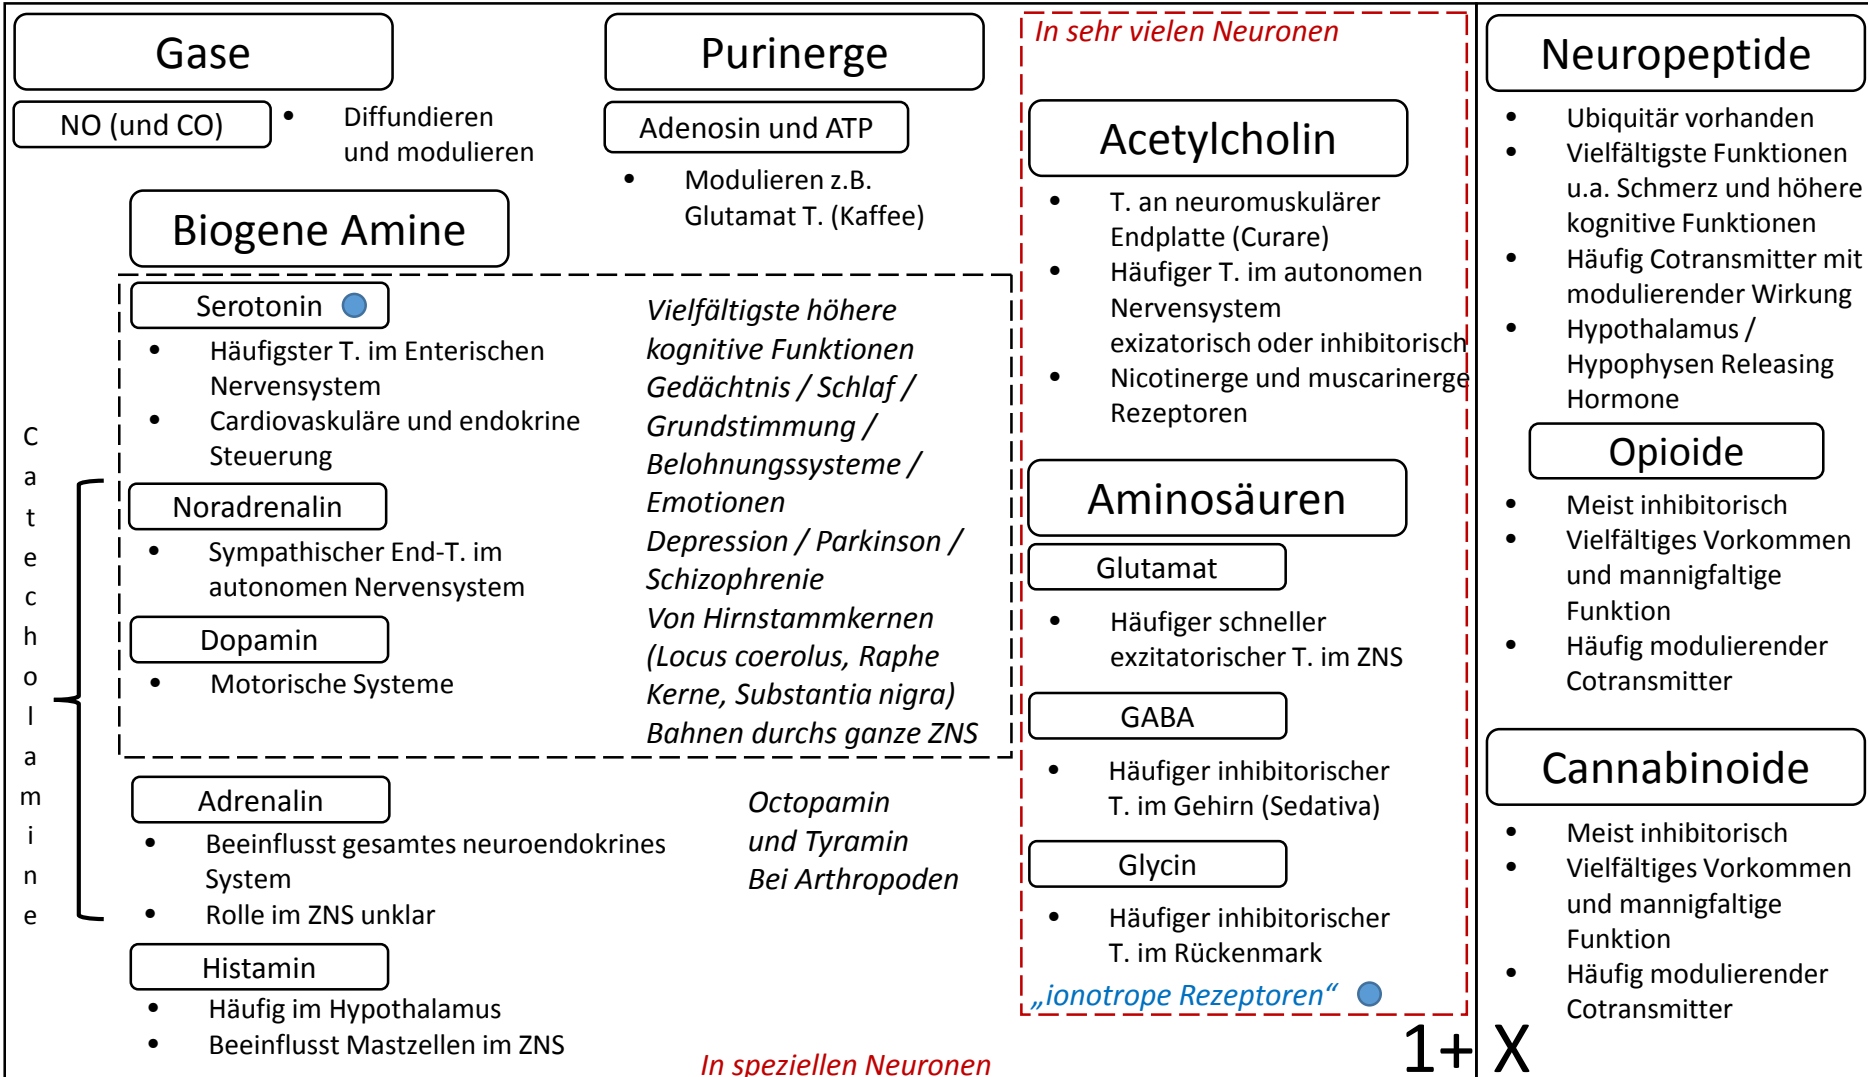 Gase
NO (und CO)
• Diffundieren
und modulieren
Purinerge
Adenosin und ATP
• Modulieren z.B.
Glutamat T. (Kaffee)
Biogene Amine
Serotonin
• Häufigster T. im Enterischen
Nervensystem
• Cardiovaskuläre und endokrine
Steuerung
Noradrenalin
• Sympathischer End-T. im
autonomen Nervensystem
Dopamin
• Motorische Systeme
Vielfältigste höhere
kognitive Funktionen
Gedächtnis / Schlaf /
Grundstimmung /
Belohnungssysteme /
Emotionen
Depression / Parkinson /
Schizophrenie
Von Hirnstammkernen
(Locus coerolus, Raphe
Kerne, Substantia nigra)
Bahnen durchs ganze ZNS
Catecholamine
Adrenalin
• Beeinflusst gesamtes neuroendokrines
System
• Rolle im ZNS unklar
Octopamin
und Tyramin
Bei Arthropoden
Histamin
• Häufig im Hypothalamus
• Beeinflusst Mastzellen im ZNS
In speziellen Neuronen
In sehr vielen Neuronen
Acetylcholin
• T. an neuromuskulärer
Endplatte (Curare)
• Häufiger T. im autonomen
Nervensystem
exizatorisch oder inhibitorisch
• Nicotinerge und muscarinerge
Rezeptoren
Aminosäuren
Glutamat
• Häufiger schneller
exzitatorischer T. im ZNS
GABA
• Häufiger inhibitorischer
T. im Gehirn (Sedativa)
Glycin
• Häufiger inhibitorischer
T. im Rückenmark
„ionotrope Rezeptoren“
1+ X
Neuropeptide
• Ubiquitär vorhanden
• Vielfältigste Funktionen
u.a. Schmerz und höhere
kognitive Funktionen
• Häufig Cotransmitter mit
modulierender Wirkung
• Hypothalamus /
Hypophysen Releasing
Hormone
Opioide
• Meist inhibitorisch
• Vielfältiges Vorkommen
und mannigfaltige
Funktion
• Häufig modulierender
Cotransmitter
Cannabinoide
• Meist inhibitorisch
• Vielfältiges Vorkommen
und mannigfaltige
Funktion
• Häufig modulierender
Cotransmitter